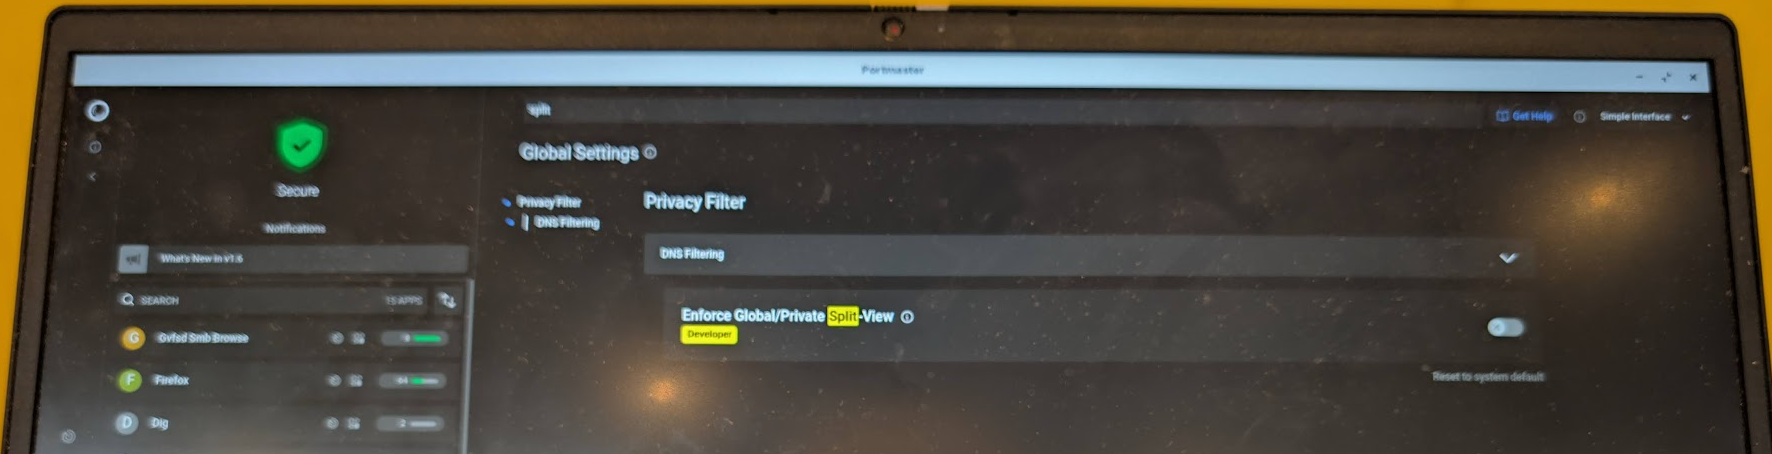 Portmaster
split
Get Help
Simple Interface
Global Settings
Secure
Privacy Filter
DNS Filtering
Privacy Filter
Notifications
What's New in v1.6
DNS Filtering
SEARCH
15 APPS
Enforce Global/Private Split-View
Developer
G Gvfsd Smb Browse
F Firefox
Reset to system default
D Dig
2